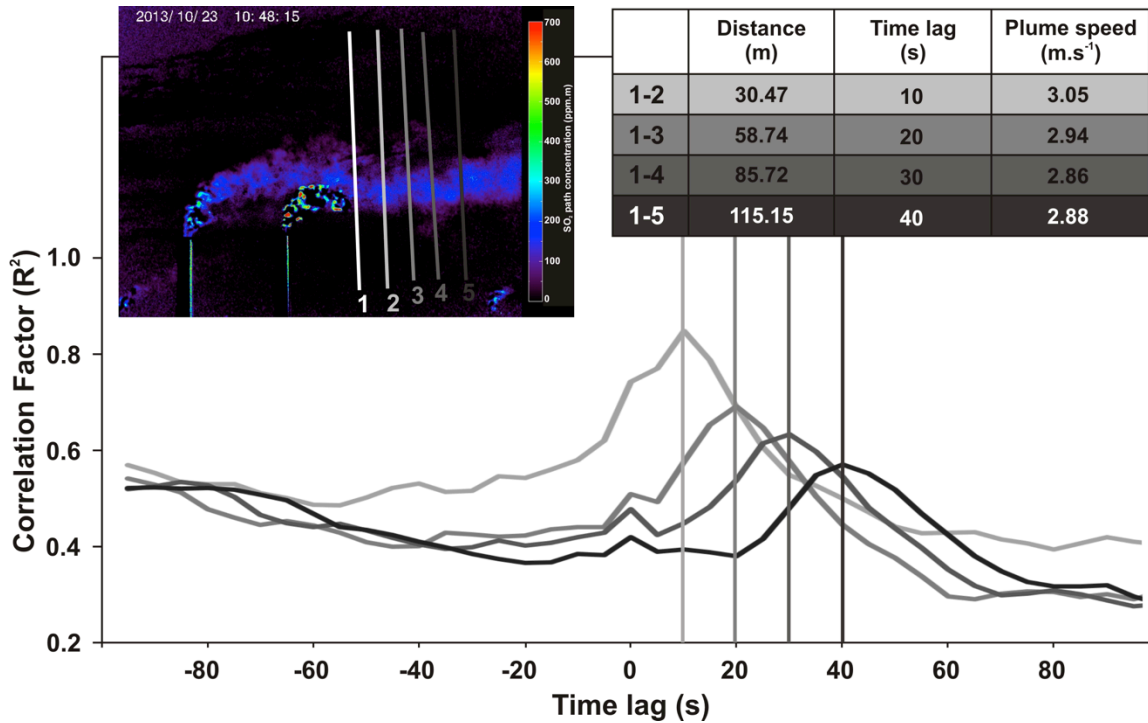 2013/ 10/ 23 10: 48: 15
700
600
500
400
300
200
100
0
SO₂ path concentration (ppm.m)
1 2 3 4 5
Distance (m) Time lag (s) Plume speed (m.s⁻¹)
1-2 30.47 10 3.05
1-3 58.74 20 2.94
1-4 85.72 30 2.86
1-5 115.15 40 2.88
Correlation Factor (R²)
1.0
0.8
0.6
0.4
0.2
-80 -60 -40 -20 0 20 40 60 80
Time lag (s)